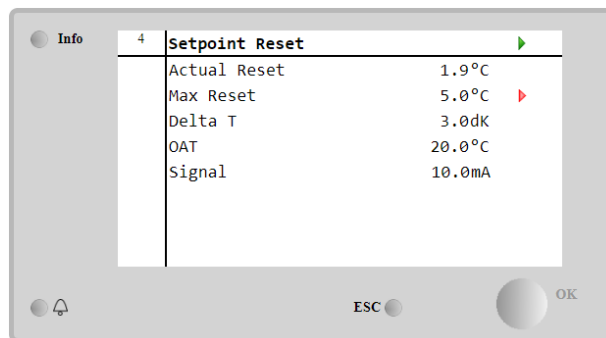 Info
4 Setpoint Reset
Actual Reset 1.9°C
Max Reset 5.0°C
Delta T 3.0dK
OAT 20.0°C
Signal 10.0mA
ESC OK